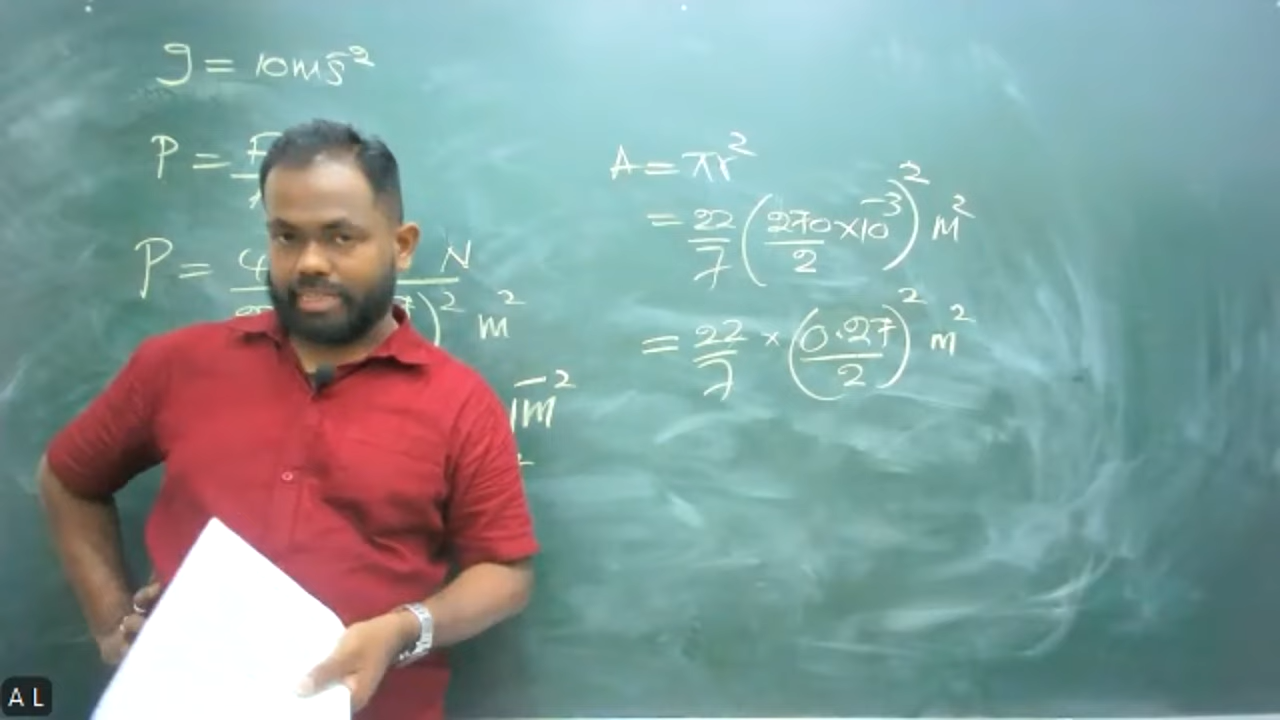 g = 10ms⁻²
P = F
P = 4 N
)² m²
m⁻²
A = πr²
= 22/7 (270/2 × 10⁻³)² m²
= 22/7 × (0.27/2)² m²
A L